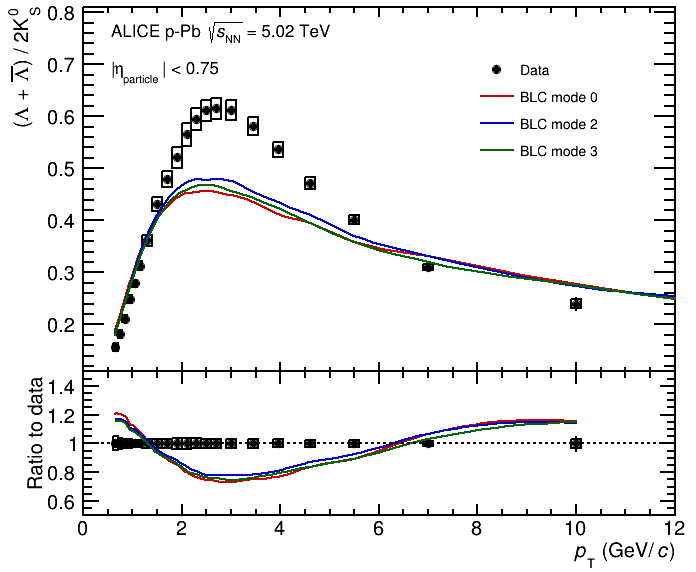 ALICE p-Pb √s_NN = 5.02 TeV
|η_particle| < 0.75
Data
BLC mode 0
BLC mode 2
BLC mode 3
(Λ + Λ̅) / 2K⁰_S
0.8
0.7
0.6
0.5
0.4
0.3
0.2
Ratio to data
1.4
1.2
1
0.8
0.6
0 2 4 6 8 10 12
p_T (GeV/c)